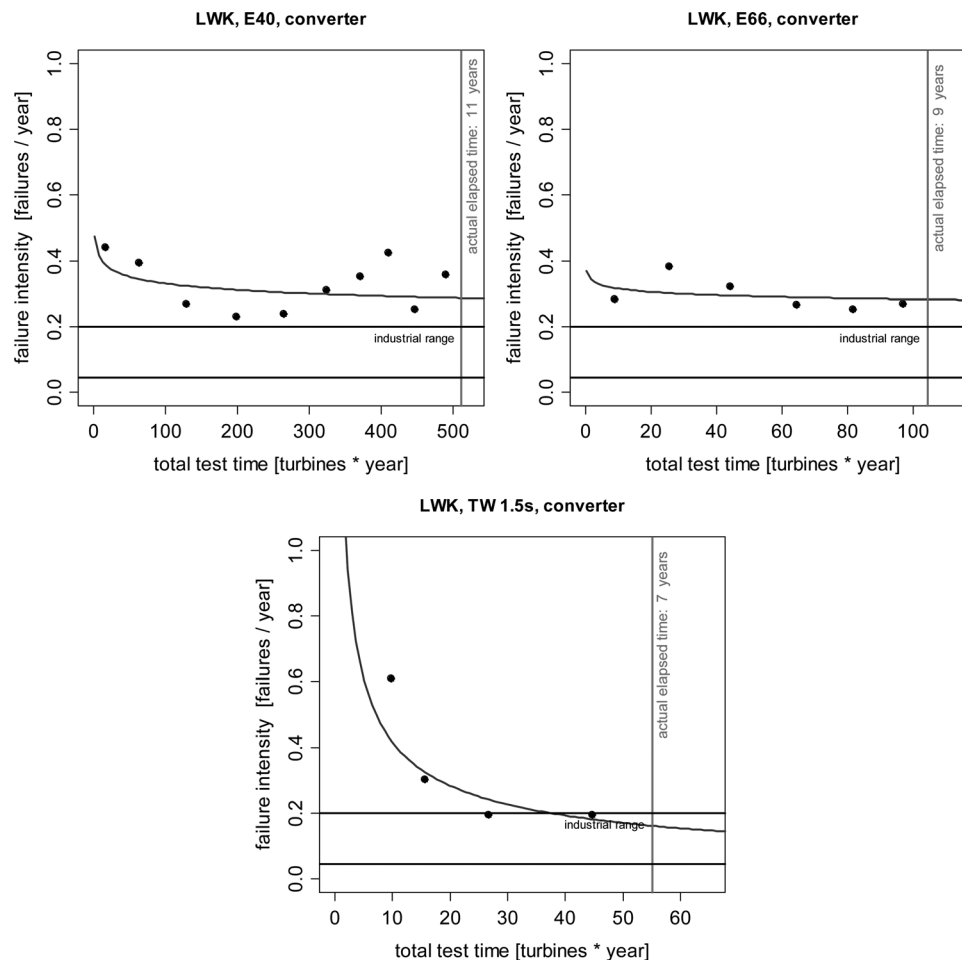 LWK, E40, converter
failure intensity [failures / year]
0.0 0.2 0.4 0.6 0.8 1.0
actual elapsed time: 11 years
industrial range
0 100 200 300 400 500
total test time [turbines * year]
LWK, E66, converter
failure intensity [failures / year]
0.0 0.2 0.4 0.6 0.8 1.0
actual elapsed time: 9 years
industrial range
0 20 40 60 80 100
total test time [turbines * year]
LWK, TW 1.5s, converter
failure intensity [failures / year]
0.0 0.2 0.4 0.6 0.8 1.0
actual elapsed time: 7 years
industrial range
0 10 20 30 40 50 60
total test time [turbines * year]